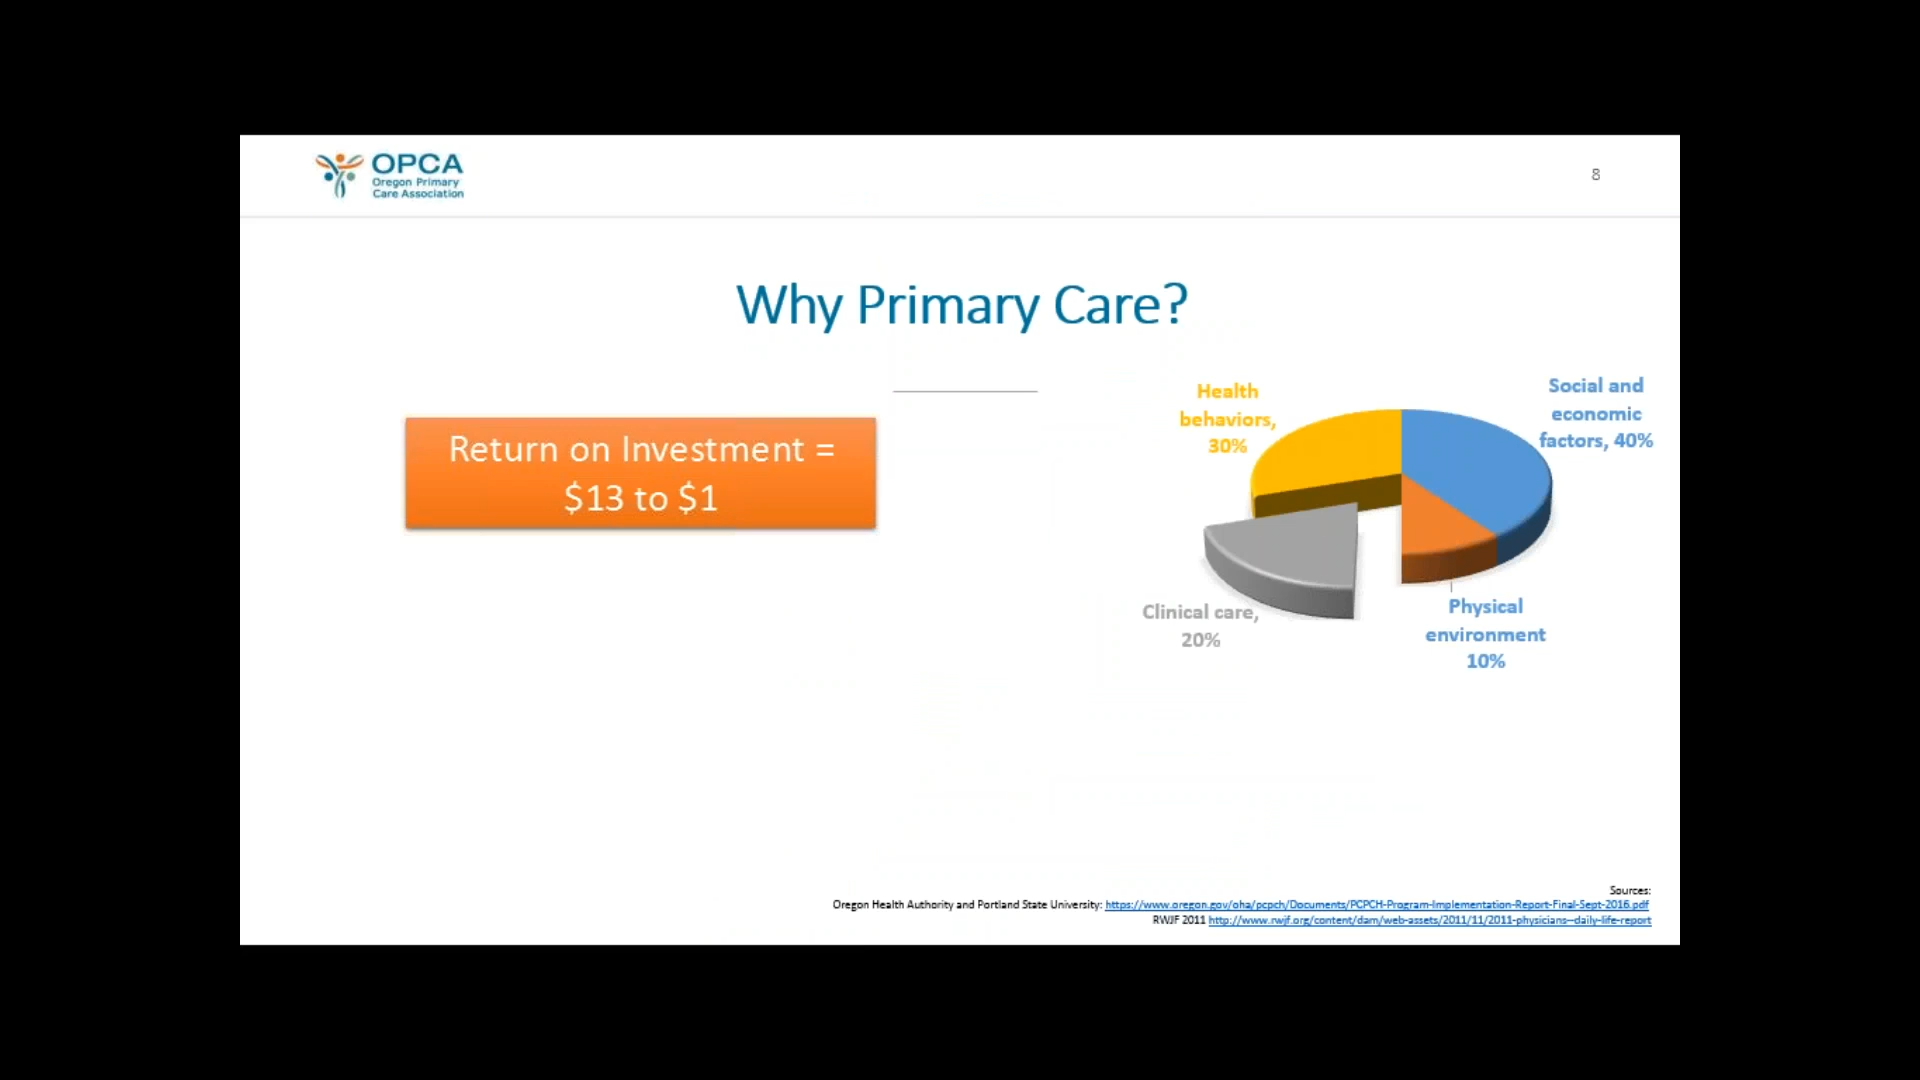 OPCA
Oregon Primary
Care Association
8
Why Primary Care?
Return on Investment =
$13 to $1
Health
behaviors,
30%
Social and
economic
factors, 40%
Clinical care,
20%
Physical
environment
10%
Sources:
Oregon Health Authority and Portland State University: https://www.oregon.gov/oha/pcpch/Documents/PCPCH-Program-Implementation-Report-Final-Sept-2016.pdf
RWJF 2011 http://www.rwjf.org/content/dam/web-assets/2011/11/2011-physicians--daily-life-report